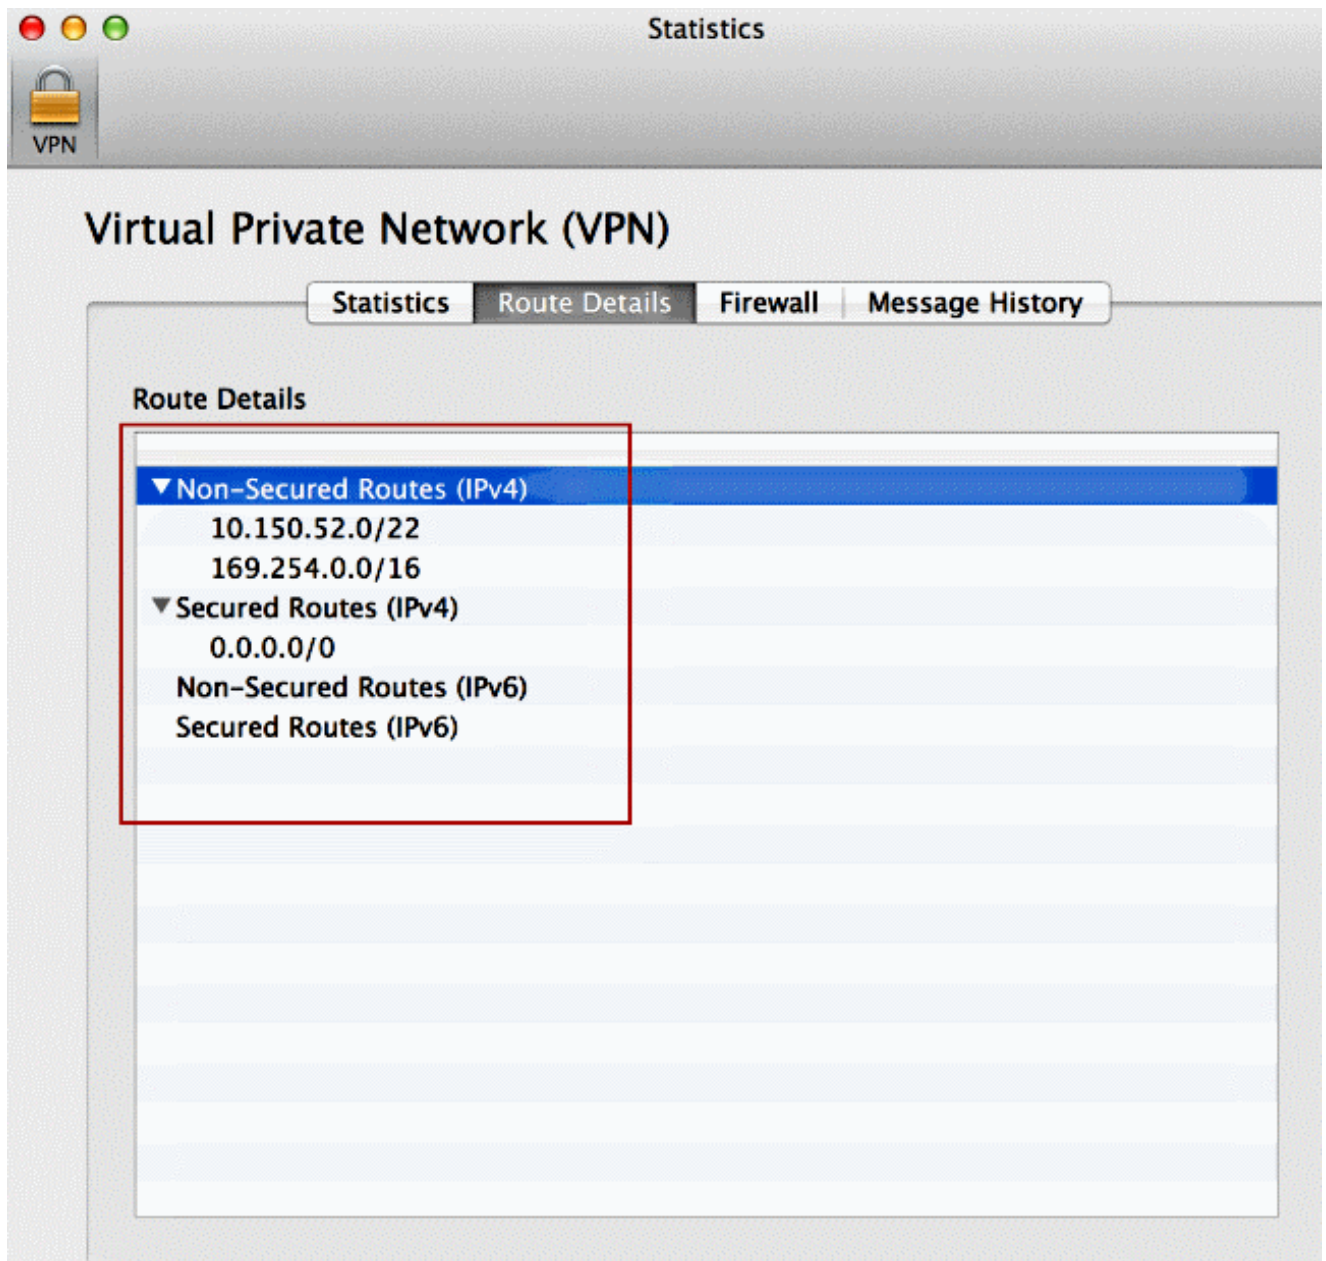 Statistics
VPN
Virtual Private Network (VPN)
Statistics Route Details Firewall Message History
Route Details
Non-Secured Routes (IPv4)
10.150.52.0/22
169.254.0.0/16
Secured Routes (IPv4)
0.0.0.0/0
Non-Secured Routes (IPv6)
Secured Routes (IPv6)